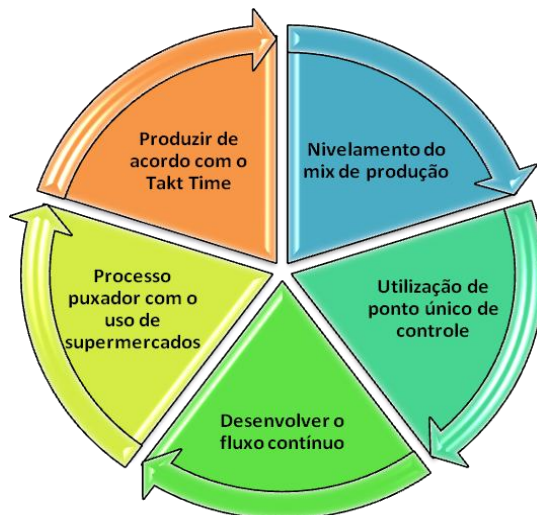 Produzir de
acordo com o
Takt Time
Nivelamento do
mix de produção
Processo
puxador com o
uso de
supermercados
Utilização de
ponto único de
controle
Desenvolver o
fluxo contínuo